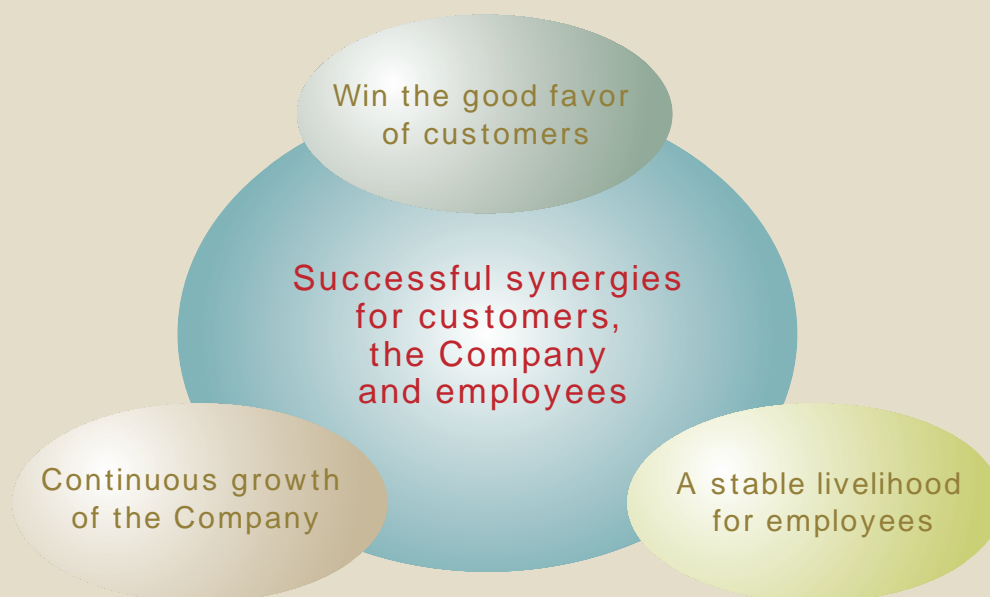 Win the good favor
of customers
Successful synergies
for customers,
the Company
and employees
Continuous growth
of the Company
A stable livelihood
for employees